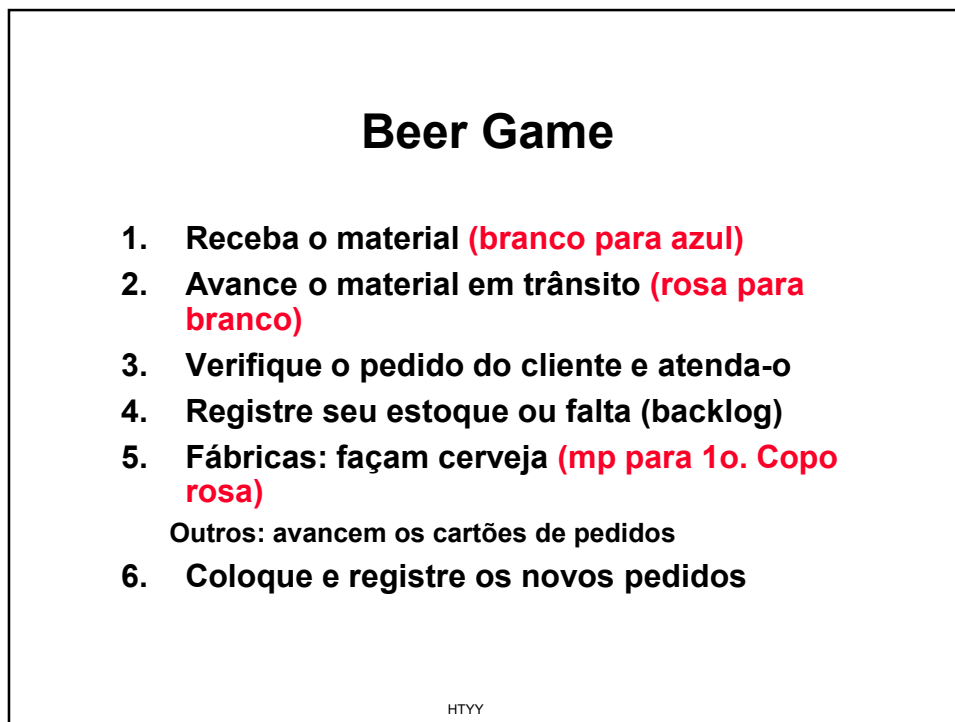 Beer Game
1. Receba o material (branco para azul)
2. Avance o material em trânsito (rosa para
branco)
3. Verifique o pedido do cliente e atenda-o
4. Registre seu estoque ou falta (backlog)
5. Fábricas: façam cerveja (mp para 1o. Copo
rosa)
Outros: avancem os cartões de pedidos
6. Coloque e registre os novos pedidos
HTYY